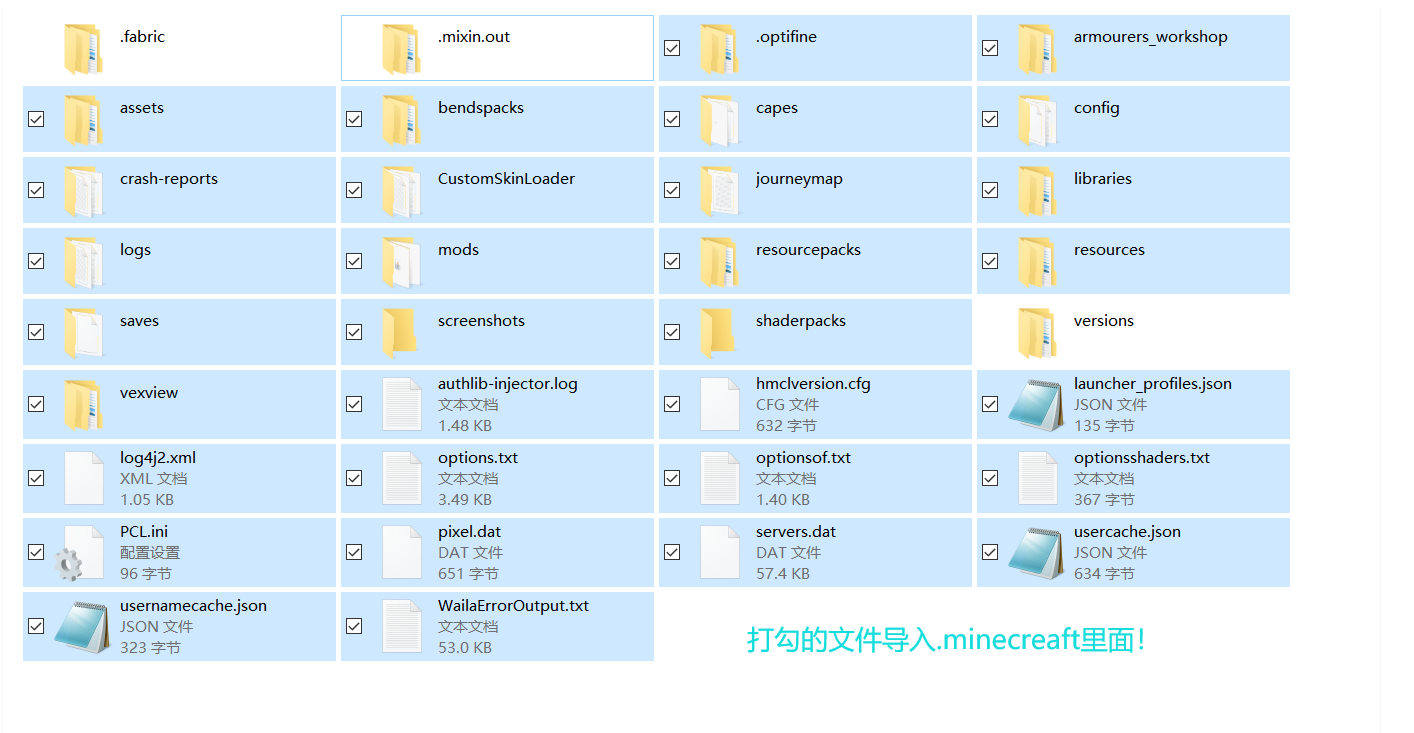 .fabric
.mixin.out
.optifine
armourers_workshop
assets
bendspacks
capes
config
crash-reports
CustomSkinLoader
journeymap
libraries
logs
mods
resourcepacks
resources
saves
screenshots
shaderpacks
versions
vexview
authlib-injector.log
文本文档
1.48 KB
hmclversion.cfg
CFG 文件
632 字节
launcher_profiles.json
JSON 文件
135 字节
log4j2.xml
XML 文档
1.05 KB
options.txt
文本文档
3.49 KB
optionsof.txt
文本文档
1.40 KB
optionsshaders.txt
文本文档
367 字节
PCL.ini
配置设置
96 字节
pixel.dat
DAT 文件
651 字节
servers.dat
DAT 文件
57.4 KB
usercache.json
JSON 文件
634 字节
usernamecache.json
JSON 文件
323 字节
WailaErrorOutput.txt
文本文档
53.0 KB
打勾的文件导入.minecreaft里面！